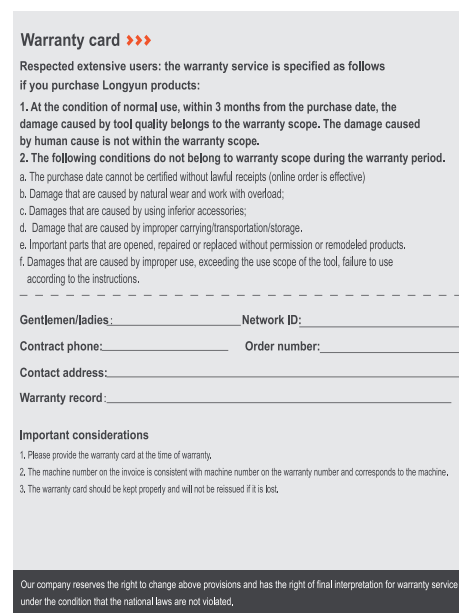 Warranty card
Respected extensive users: the warranty service is specified as follows
if you purchase Longyun products:
1. At the condition of normal use, within 3 months from the purchase date, the
damage caused by tool quality belongs to the warranty scope. The damage caused
by human cause is not within the warranty scope.
2. The following conditions do not belong to warranty scope during the warranty period.
a. The purchase date cannot be certified without lawful receipts (online order is effective)
b. Damage that are caused by natural wear and work with overload;
c. Damages that are caused by using inferior accessories;
d. Damage that are caused by improper carrying/transportation/storage.
e. Important parts that are opened, repaired or replaced without permission or remodeled products.
f. Damages that are caused by improper use, exceeding the use scope of the tool, failure to use
according to the instructions.
Gentlemen/ladies: Network ID:
Contract phone: Order number:
Contact address:
Warranty record:
Important considerations
1. Please provide the warranty card at the time of warranty.
2. The machine number on the invoice is consistent with machine number on the warranty number and corresponds to the machine.
3. The warranty card should be kept properly and will not be reissued if it is lost.
Our company reserves the right to change above provisions and has the right of final interpretation for warranty service
under the condition that the national laws are not violated.